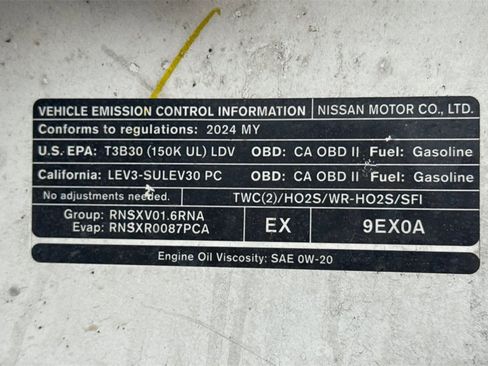 VEHICLE EMISSION CONTROL INFORMATION NISSAN MOTOR CO., LTD.
Conforms to regulations: 2024 MY
U.S. EPA: T3B30 (150K UL) LDV OBD: CA OBD II Fuel: Gasoline
California: LEV3-SULEV30 PC OBD: CA OBD II Fuel: Gasoline
No adjustments needed. TWC(2)/HO2S/WR-HO2S/SFI
Group: RNSXV01.6RNA
Evap: RNSXR0087PCA
EX 9EX0A
Engine Oil Viscosity: SAE 0W-20